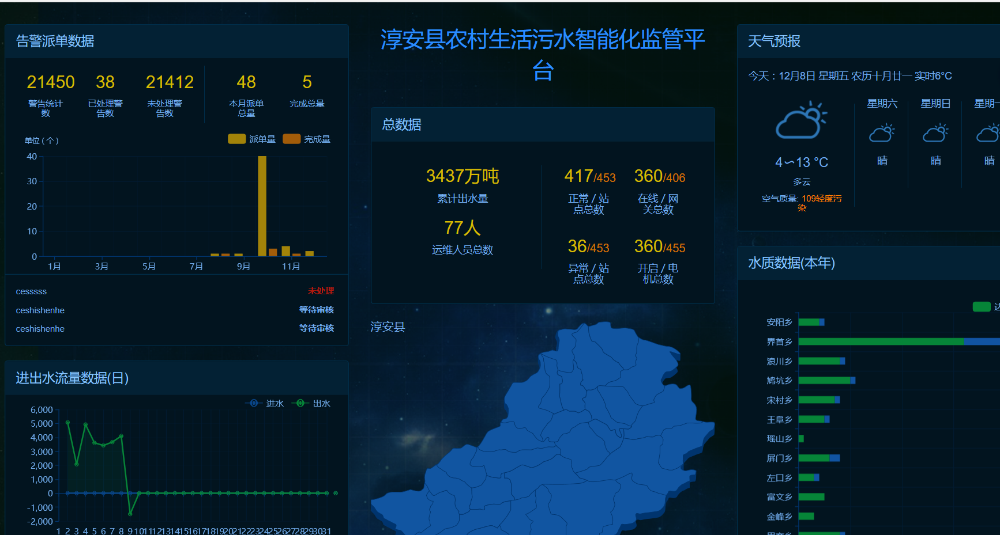 告警派单数据
21450 38 21412 48 5
警告统计
数
已处理警
告数
未处理警
告数
本月派单
总量
完成总量
单位 ( 个 )
派单量 完成量
40
30
20
10
0
1月 3月 5月 7月 9月 11月
cesssss 未处理
ceshishenhe 等待审核
ceshishenhe 等待审核
进出水流量数据(日)
进水 出水
6,000
5,000
4,000
3,000
2,000
1,000
0
-1,000
-2,000
1 2 3 4 5 6 7 8 9 10 11 12 13 14 15 16 17 18 19 20 21 22 23 24 25 26 27 28 29 30 31
淳安县农村生活污水智能化监管平
台
总数据
3437万吨
累计出水量
77人
运维人员总数
417/453
正常 / 站
点总数
360/406
在线 / 网
关总数
36/453
异常 / 站
点总数
360/455
开启 / 电
机总数
淳安县
天气预报
今天：12月8日 星期五 农历十月廿一 实时6°C
4∽13 °C
多云
空气质量: 109轻度污
染
星期六 星期日 星期一
晴 晴 晴
水质数据(本年)
安阳乡
界首乡
浪川乡
鸠坑乡
宋村乡
王阜乡
瑶山乡
屏门乡
左口乡
富文乡
金峰乡